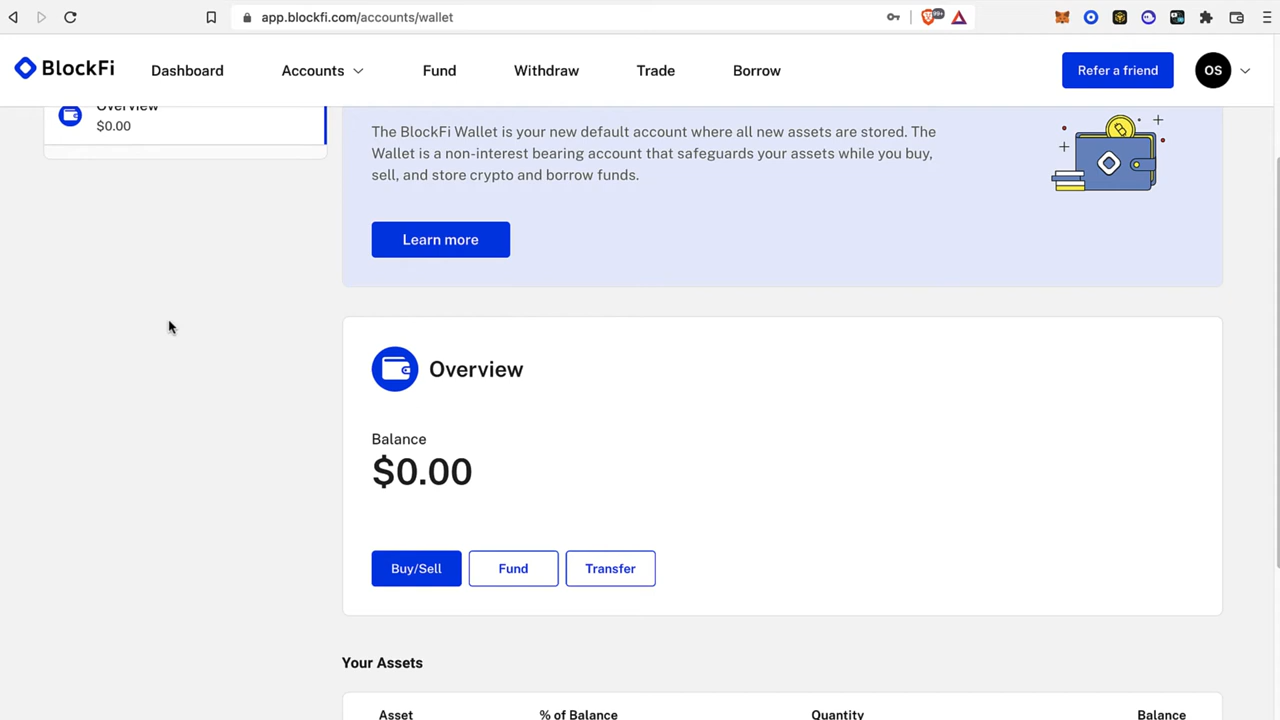 app.blockfi.com/accounts/wallet
99+
BlockFi
Dashboard
Accounts
Fund
Withdraw
Trade
Borrow
Refer a friend
OS
Overview
$0.00
The BlockFi Wallet is your new default account where all new assets are stored. The
Wallet is a non-interest bearing account that safeguards your assets while you buy,
sell, and store crypto and borrow funds.
Learn more
Overview
Balance
$0.00
Buy/Sell
Fund
Transfer
Your Assets
Asset
% of Balance
Quantity
Balance